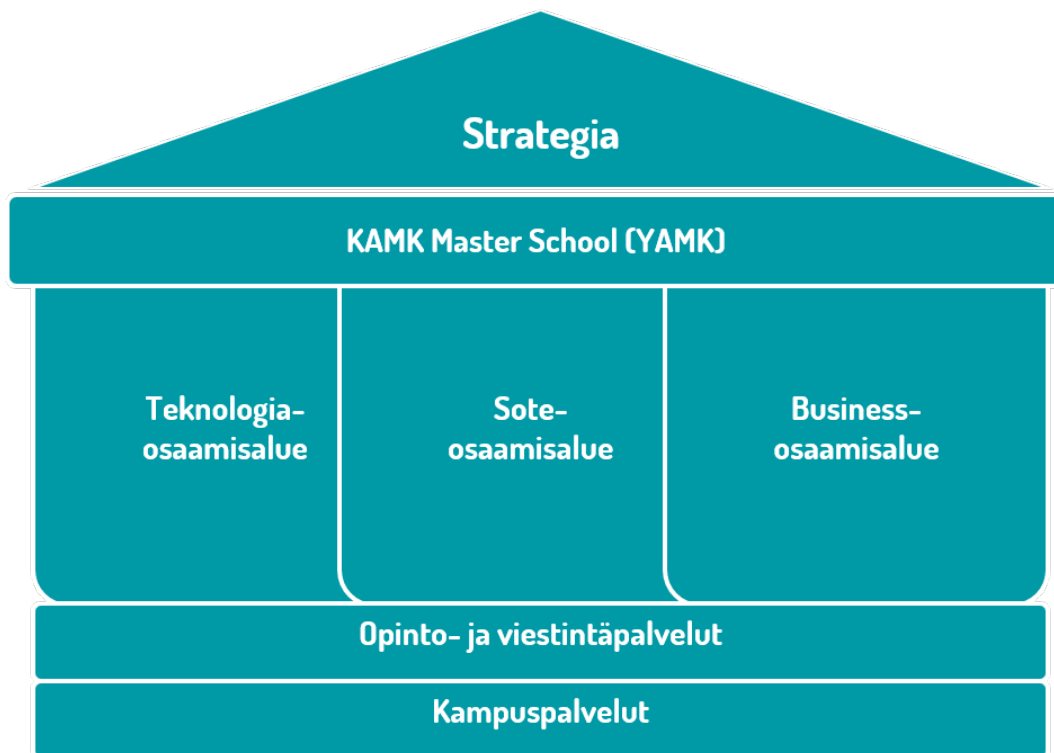 Strategia
KAMK Master School (YAMK)
Teknologia-
osaamisalue
Sote-
osaamisalue
Business-
osaamisalue
Opinto- ja viestintäpalvelut
Kampuspalvelut